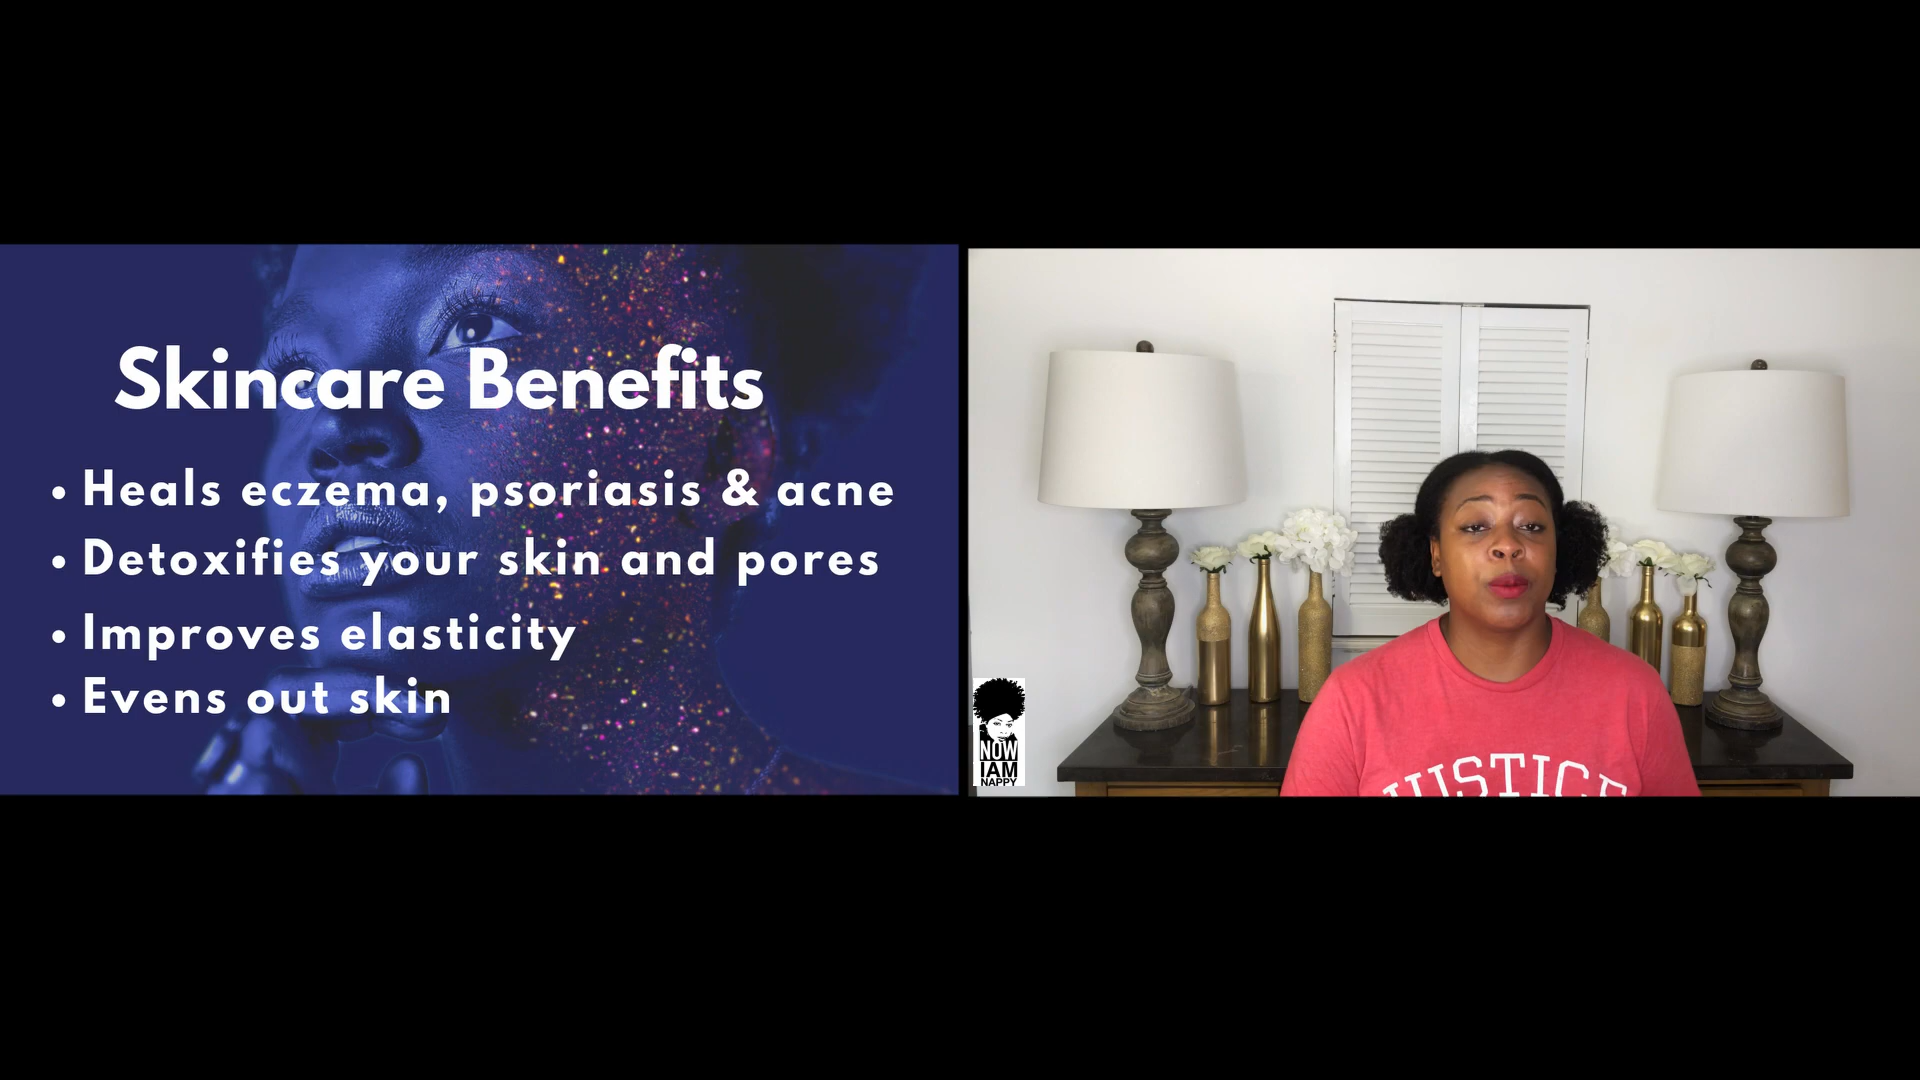 Skincare Benefits
• Heals eczema, psoriasis & acne
• Detoxifies your skin and pores
• Improves elasticity
• Evens out skin
NOW
IAM
NAPPY
JUSTICE